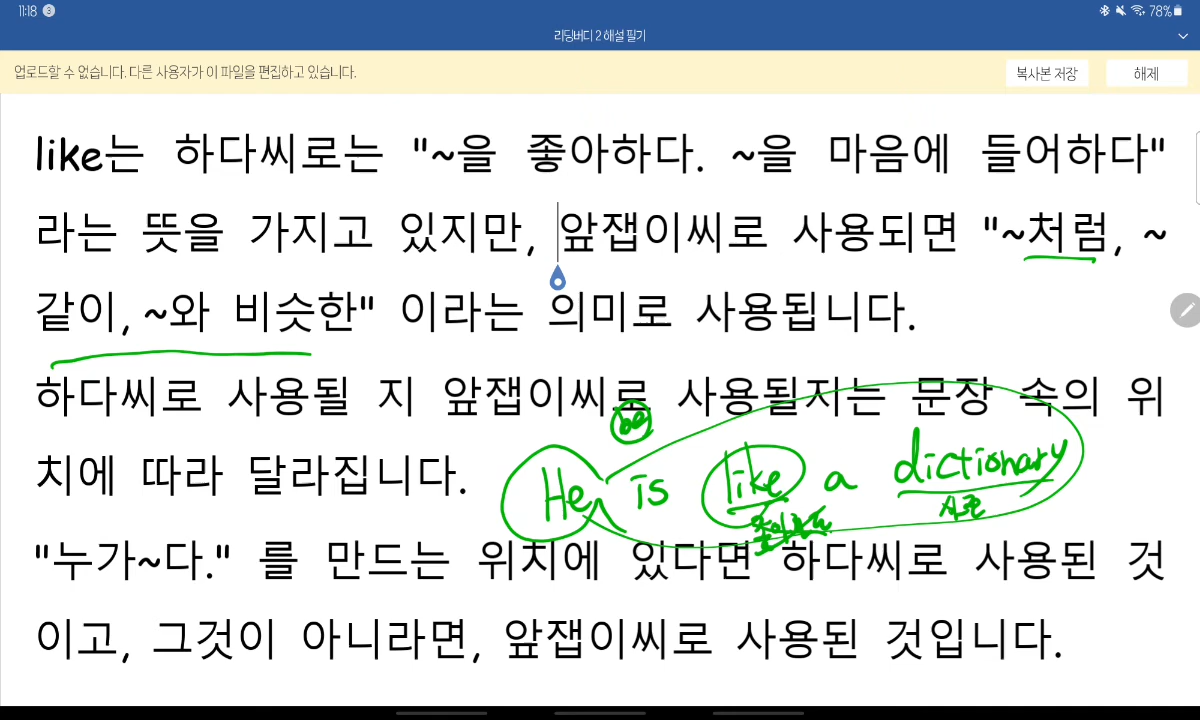 11:18 3 78%
리딩버디 2 해설 필기
업로드할 수 없습니다. 다른 사용자가 이 파일을 편집하고 있습니다. 복사본 저장 해제
like는 하다씨로는 "~을 좋아하다. ~을 마음에 들어하다"
라는 뜻을 가지고 있지만, 앞잽이씨로 사용되면 "~처럼, ~
같이, ~와 비슷한" 이라는 의미로 사용됩니다.
하다씨로 사용될 지 앞잽이씨로 사용될지는 문장 속의 위
be
치에 따라 달라집니다.
He is like a dictionary
사전
"누가~다." 를 만드는 위치에 있다면 하다씨로 사용된 것
이고, 그것이 아니라면, 앞잽이씨로 사용된 것입니다.